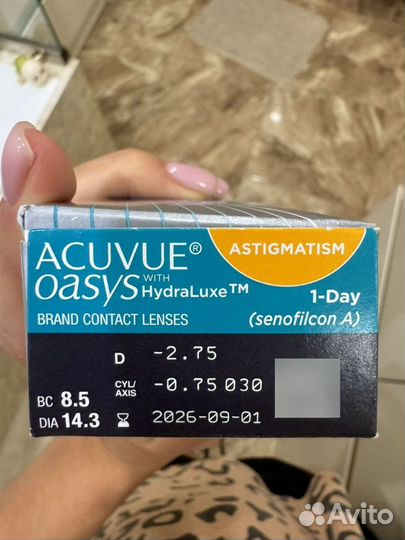 ACUVUE® ASTIGMATISM
OASYS WITH HydraLuxe™ 1-Day
BRAND CONTACT LENSES (senofilcon A)
D -2.75
BC 8.5 CYL/AXIS -0.75 030
DIA 14.3 2026-09-01
Avito